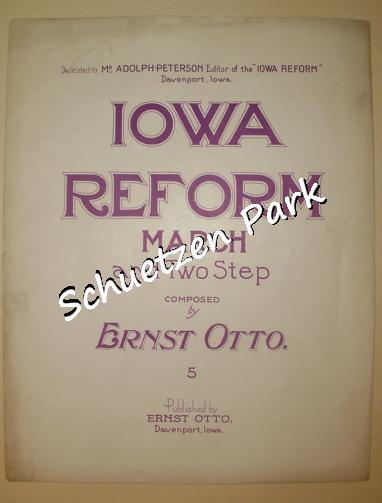 Dedicated to Mr ADOLPH·PETERSON Editor of the "IOWA REFORM"
Davenport, Iowa.
IOWA
REFORM
MARCH
and Two Step
Schuetzen Park
COMPOSED
by
ERNST OTTO.
5
Published by
ERNST OTTO,
Davenport, Iowa.